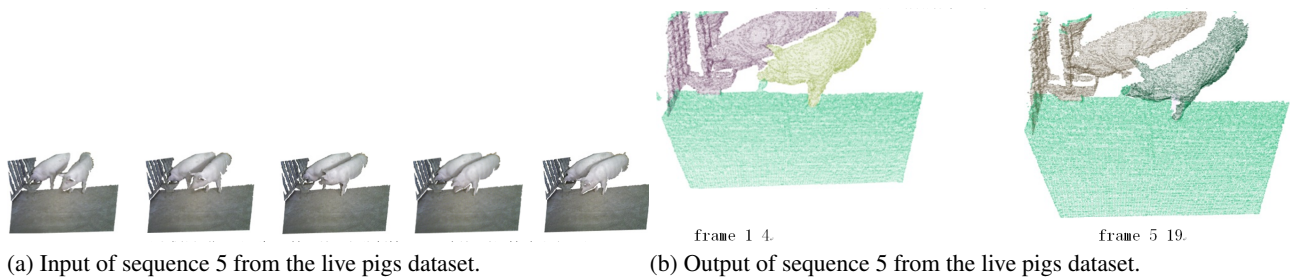 frame 1 4
frame 5 19
(a) Input of sequence 5 from the live pigs dataset.
(b) Output of sequence 5 from the live pigs dataset.